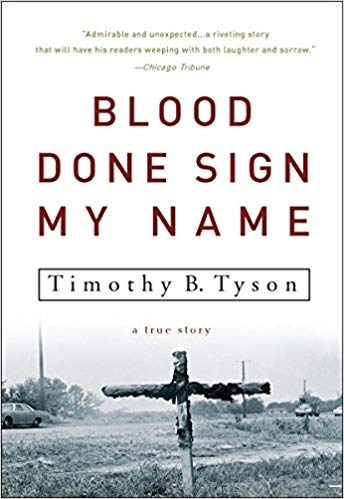 "Admirable and unexpected...a riveting story
that will have his readers weeping with both laughter and sorrow."
—Chicago Tribune
BLOOD
DONE SIGN
MY NAME
Timothy B. Tyson
a true story